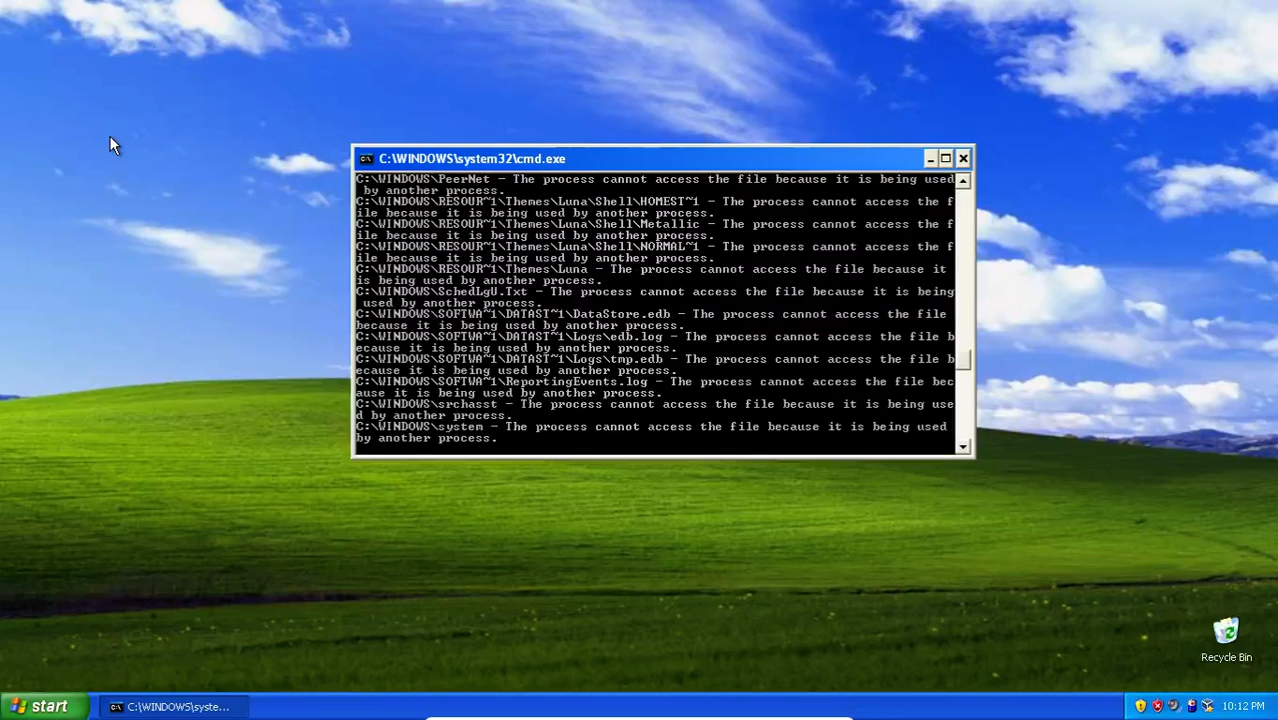 C:\WINDOWS\system32\cmd.exe
C:\WINDOWS\PeerNet - The process cannot access the file because it is being used
by another process.
C:\WINDOWS\RESOUR~1\Themes\Luna\Shell\HOMEST~1 - The process cannot access the f
ile because it is being used by another process.
C:\WINDOWS\RESOUR~1\Themes\Luna\Shell\Metallic - The process cannot access the f
ile because it is being used by another process.
C:\WINDOWS\RESOUR~1\Themes\Luna\Shell\NORMAL~1 - The process cannot access the f
ile because it is being used by another process.
C:\WINDOWS\RESOUR~1\Themes\Luna - The process cannot access the file because it
is being used by another process.
C:\WINDOWS\SchedLgU.Txt - The process cannot access the file because it is being
used by another process.
C:\WINDOWS\SOFTWA~1\DATAST~1\DataStore.edb - The process cannot access the file
because it is being used by another process.
C:\WINDOWS\SOFTWA~1\DATAST~1\Logs\edb.log - The process cannot access the file b
ecause it is being used by another process.
C:\WINDOWS\SOFTWA~1\DATAST~1\Logs\tmp.edb - The process cannot access the file b
ecause it is being used by another process.
C:\WINDOWS\SOFTWA~1\ReportingEvents.log - The process cannot access the file bec
ause it is being used by another process.
C:\WINDOWS\srchasst - The process cannot access the file because it is being use
d by another process.
C:\WINDOWS\system - The process cannot access the file because it is being used
by another process.
Recycle Bin
start
C:\WINDOWS\syste...
10:12 PM